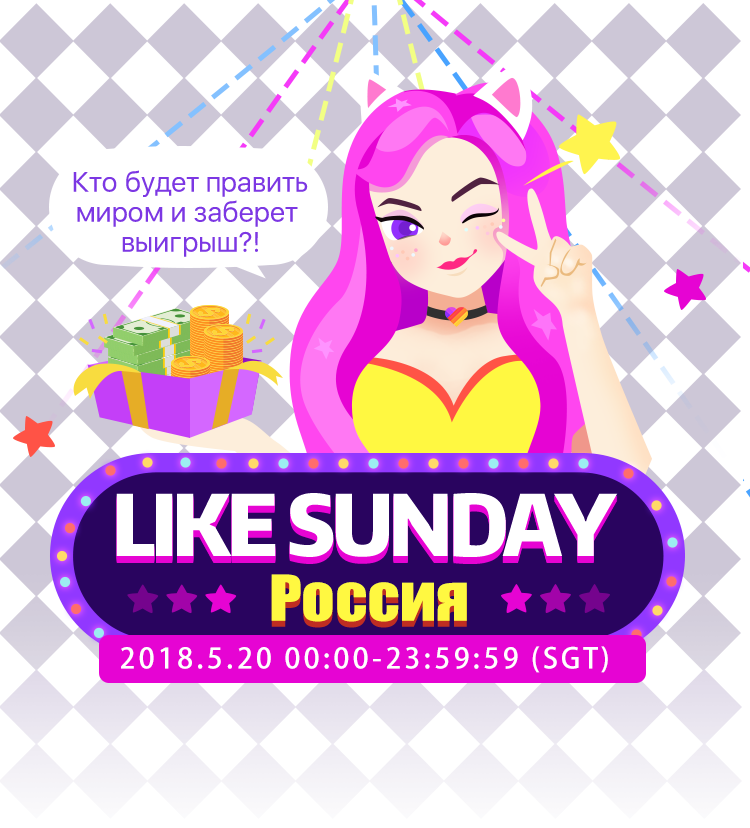 Кто будет править
миром и заберет
выигрыш?!
LIKE SUNDAY
Россия
2018.5.20 00:00-23:59:59 (SGT)